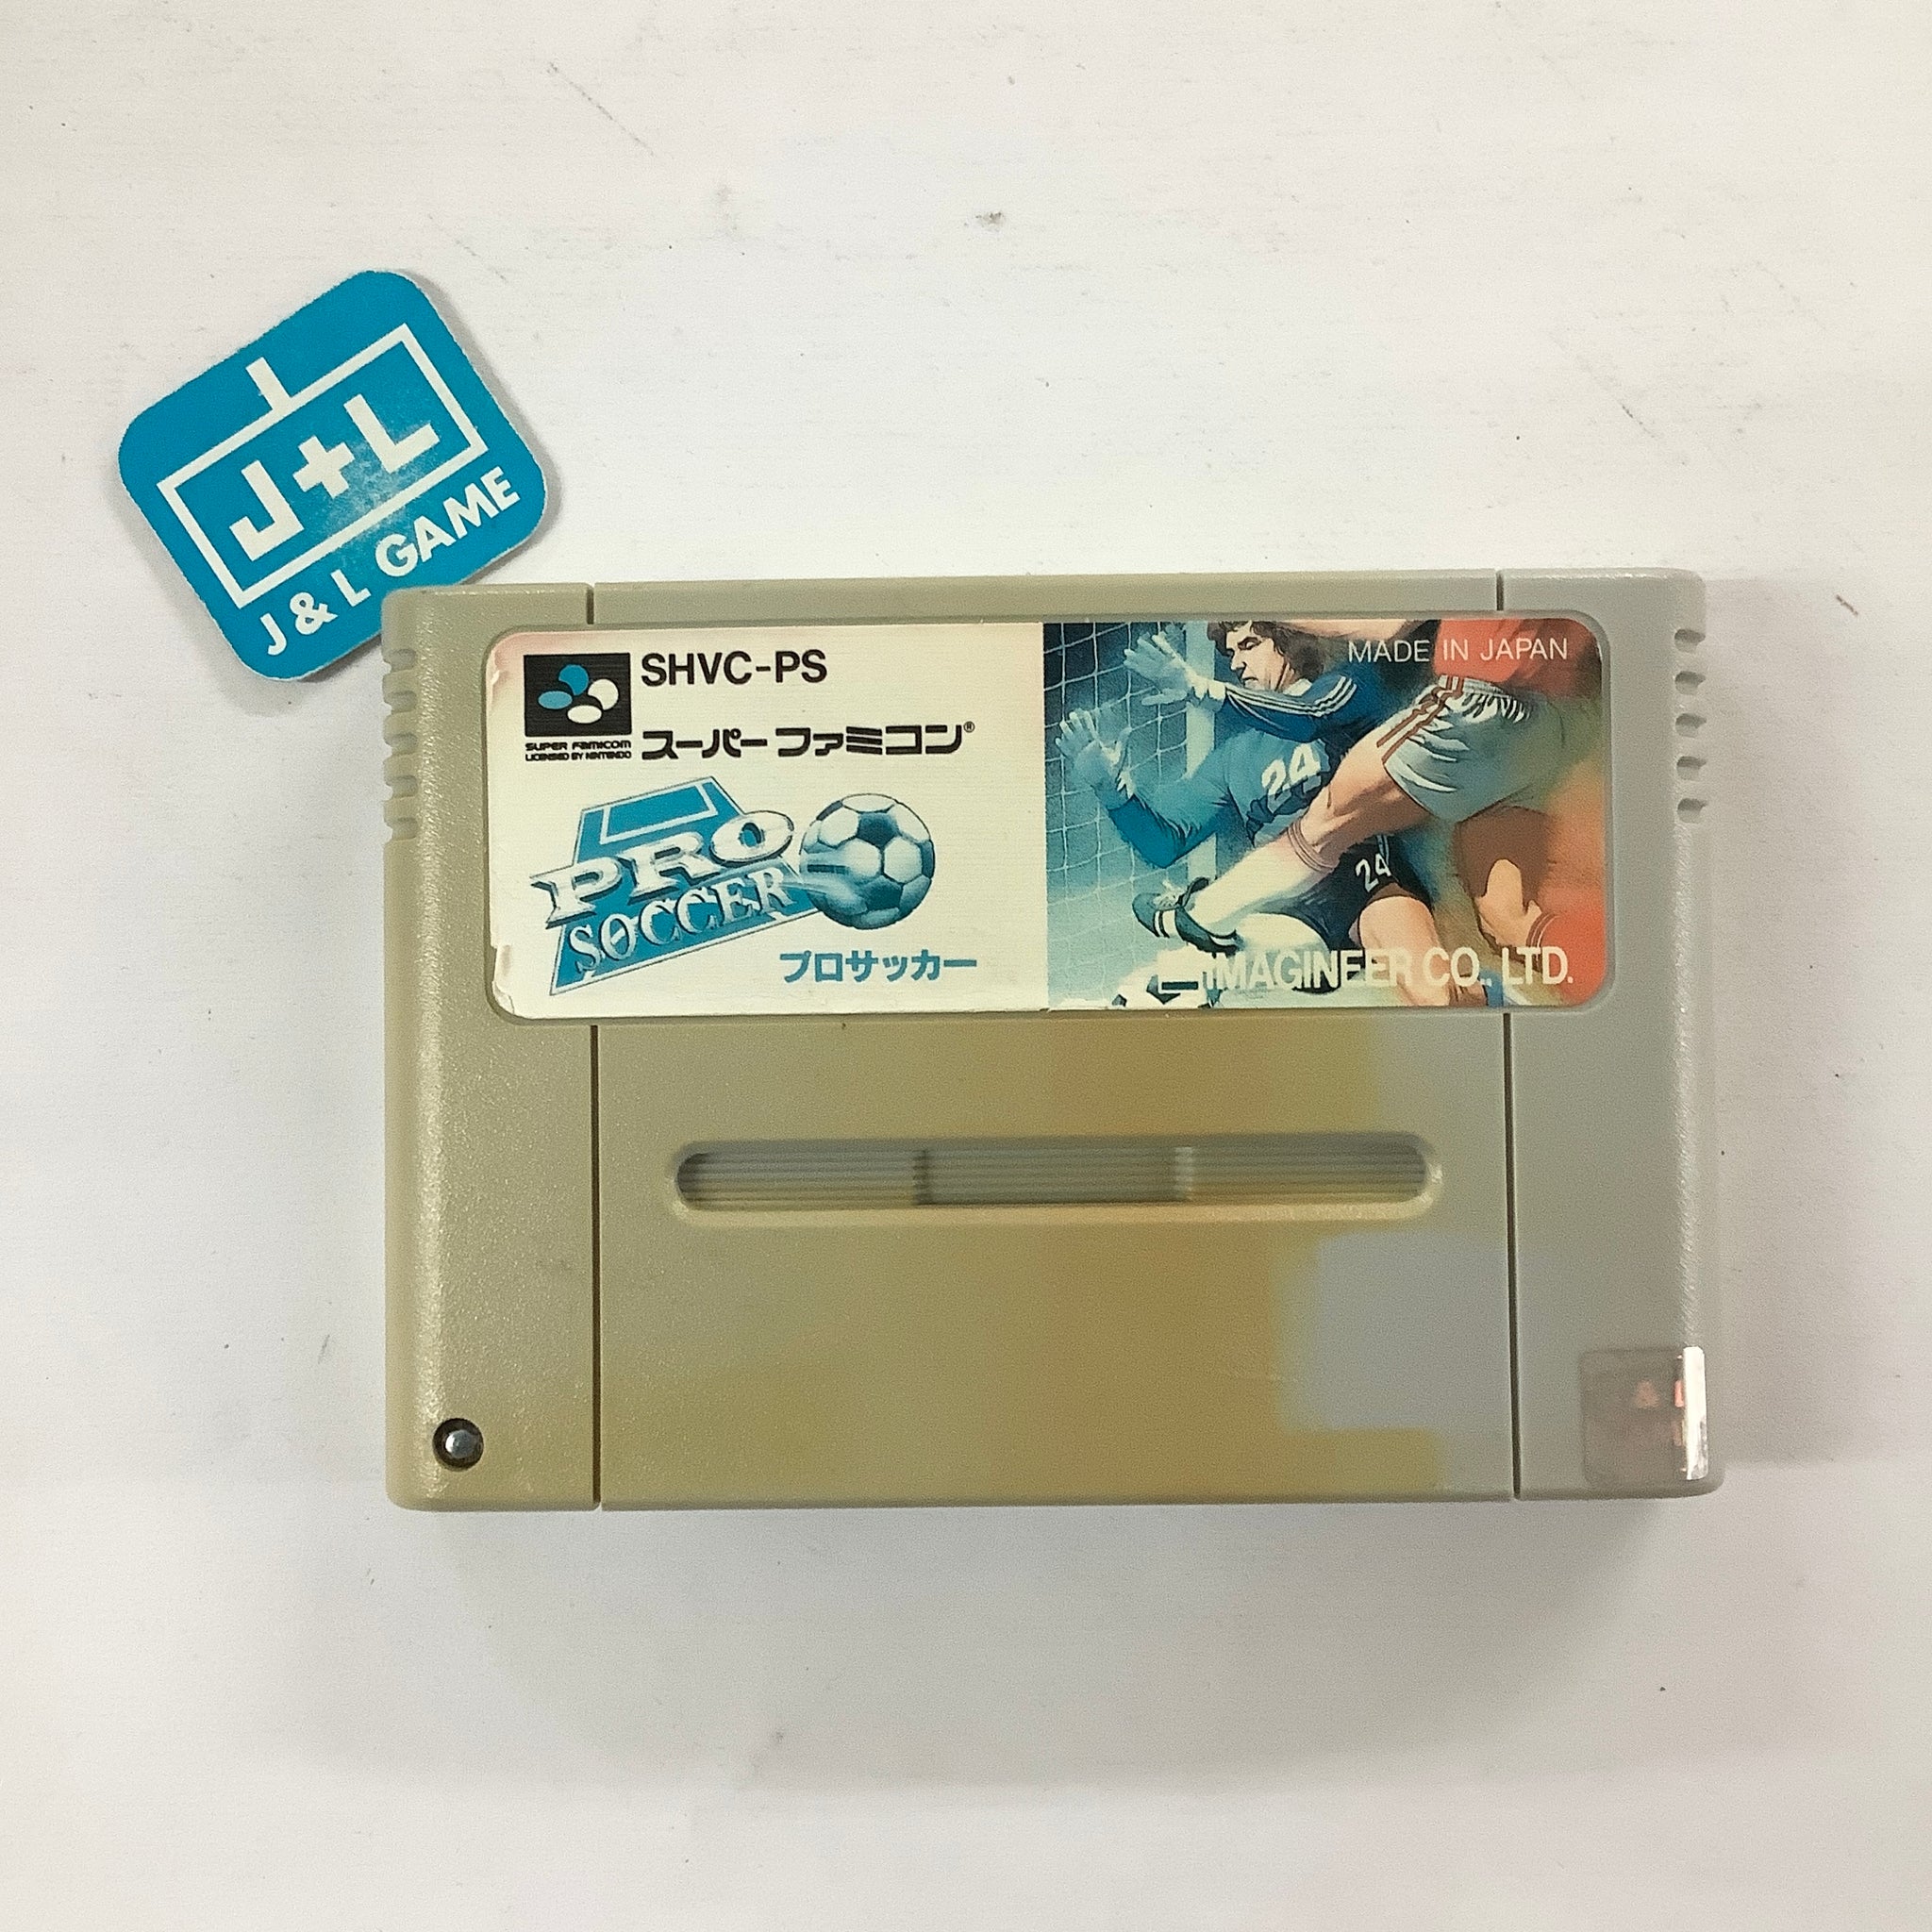 J+L
J & L GAME
SHVC-PS
SUPER FAMICOM
LICENSED BY NINTENDO
スーパーファミコン®
PRO
SOCCER
プロサッカー
MADE IN JAPAN
24
24
IMAGINEER CO., LTD.